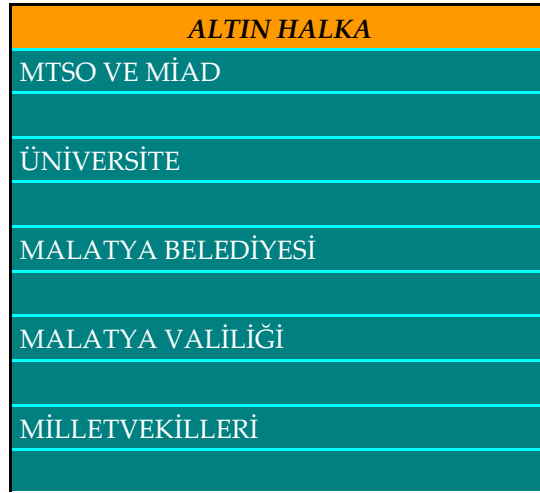 ALTIN HALKA
MTSO VE MİAD
ÜNİVERSİTE
MALATYA BELEDİYESİ
MALATYA VALİLİĞİ
MİLLETVEKİLLERİ